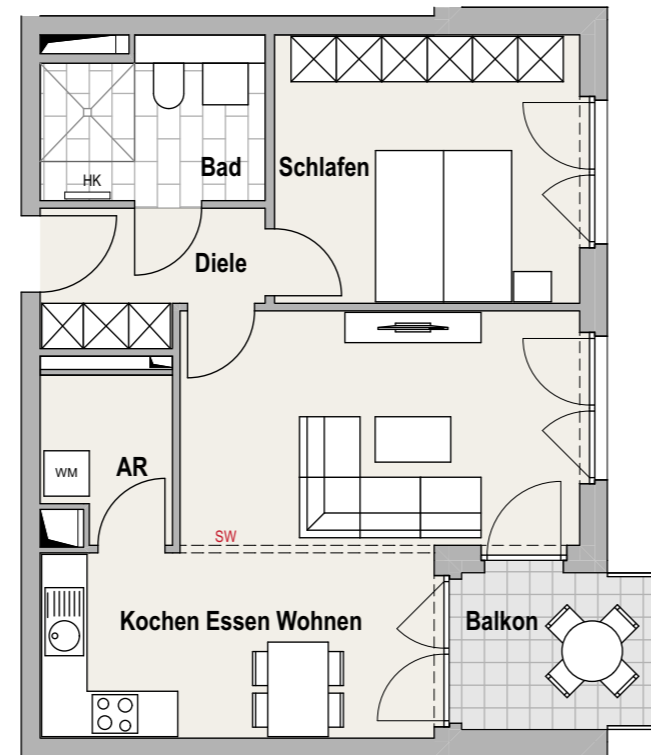 Bad
Schlafen
HK
Diele
AR
WM
SW
Kochen Essen Wohnen
Balkon